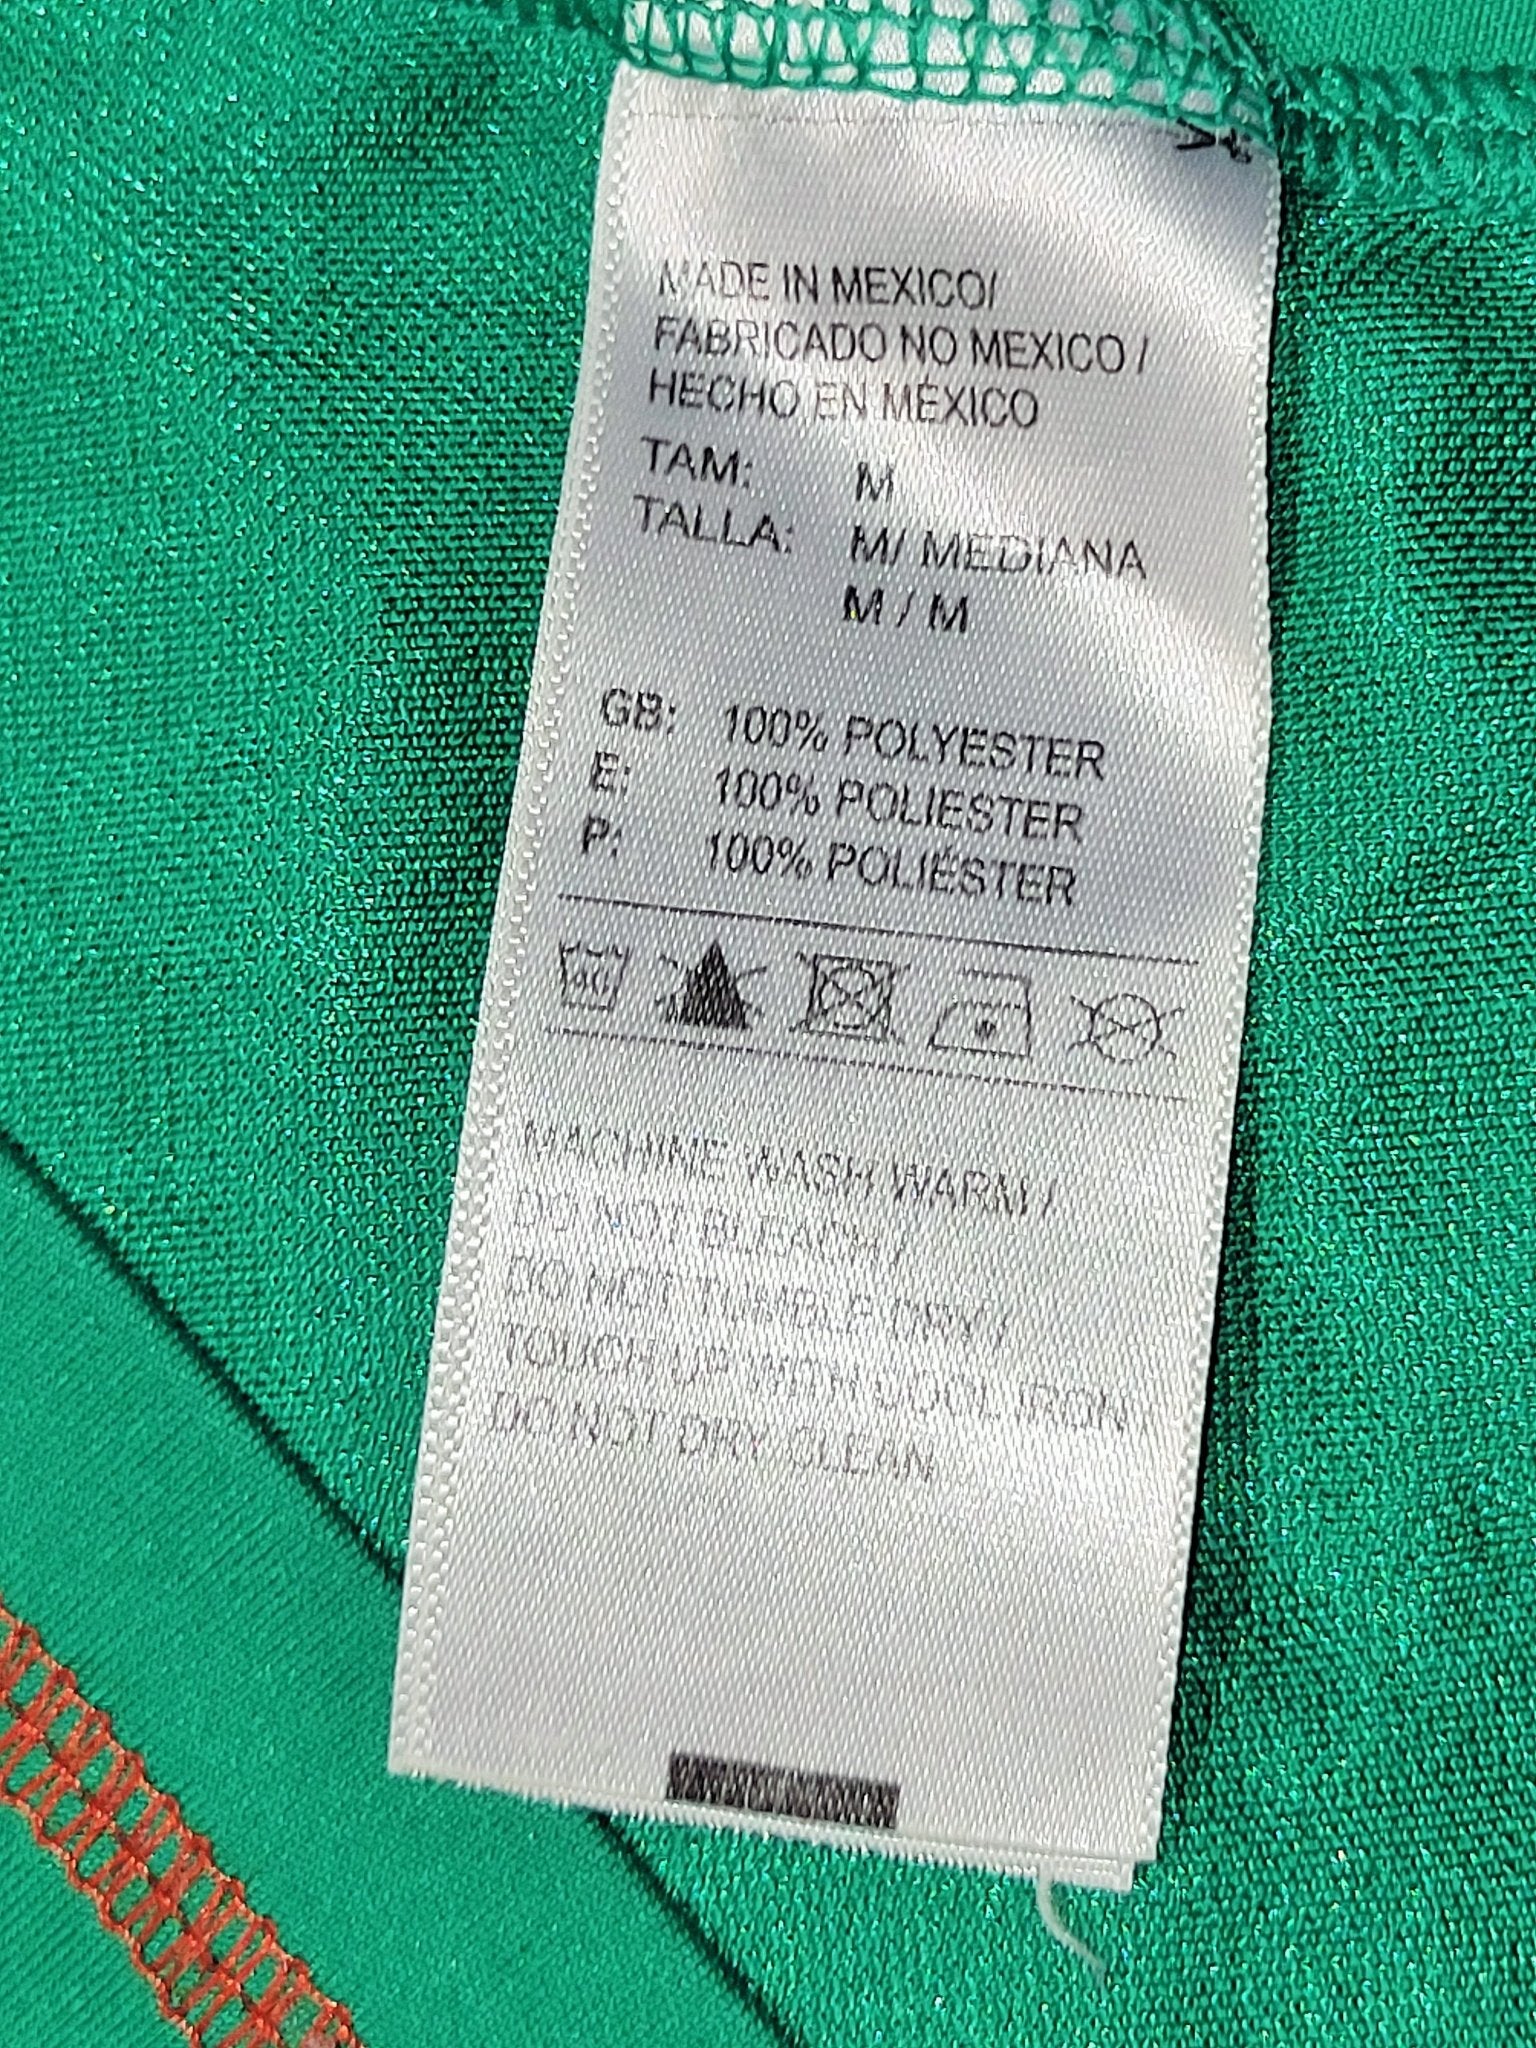 MADE IN MEXICO/
FABRICADO NO MEXICO /
HECHO EN MÉXICO
TAM: M
TALLA: M/ MEDIANA
M / M
GB: 100% POLYESTER
E: 100% POLIESTER
P: 100% POLIÉSTER
40
MACHINE WASH WARM /
DO NOT BLEACH /
DO NOT TUMBLE DRY /
TOUCH UP WITH COOL IRON /
DO NOT DRY CLEAN